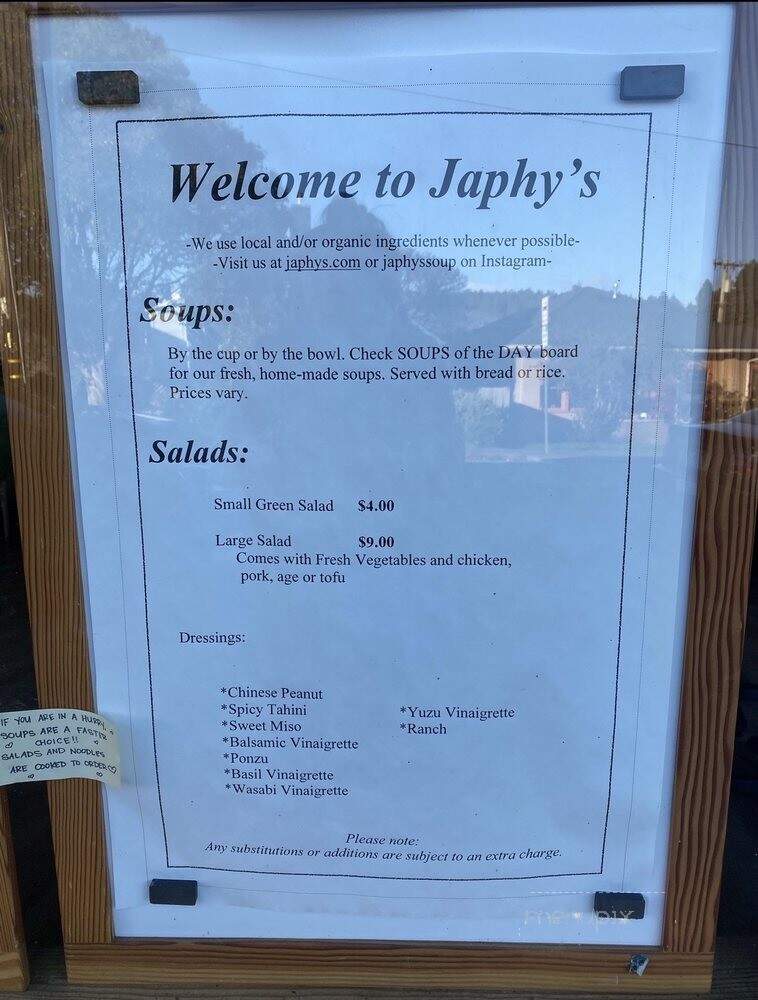 Welcome to Japhy's
-We use local and/or organic ingredients whenever possible-
-Visit us at japhys.com or japhyssoup on Instagram-
Soups:
By the cup or by the bowl. Check SOUPS of the DAY board
for our fresh, home-made soups. Served with bread or rice.
Prices vary.
Salads:
Small Green Salad $4.00
Large Salad $9.00
Comes with Fresh Vegetables and chicken,
pork, age or tofu
Dressings:
*Chinese Peanut
*Spicy Tahini
*Sweet Miso
*Balsamic Vinaigrette
*Ponzu
*Basil Vinaigrette
*Wasabi Vinaigrette
*Yuzu Vinaigrette
*Ranch
Please note:
Any substitutions or additions are subject to an extra charge.
IF YOU ARE IN A HURRY,
SOUPS ARE A FASTER
CHOICE!!
SALADS AND NOODLES
ARE COOKED TO ORDER
menupix